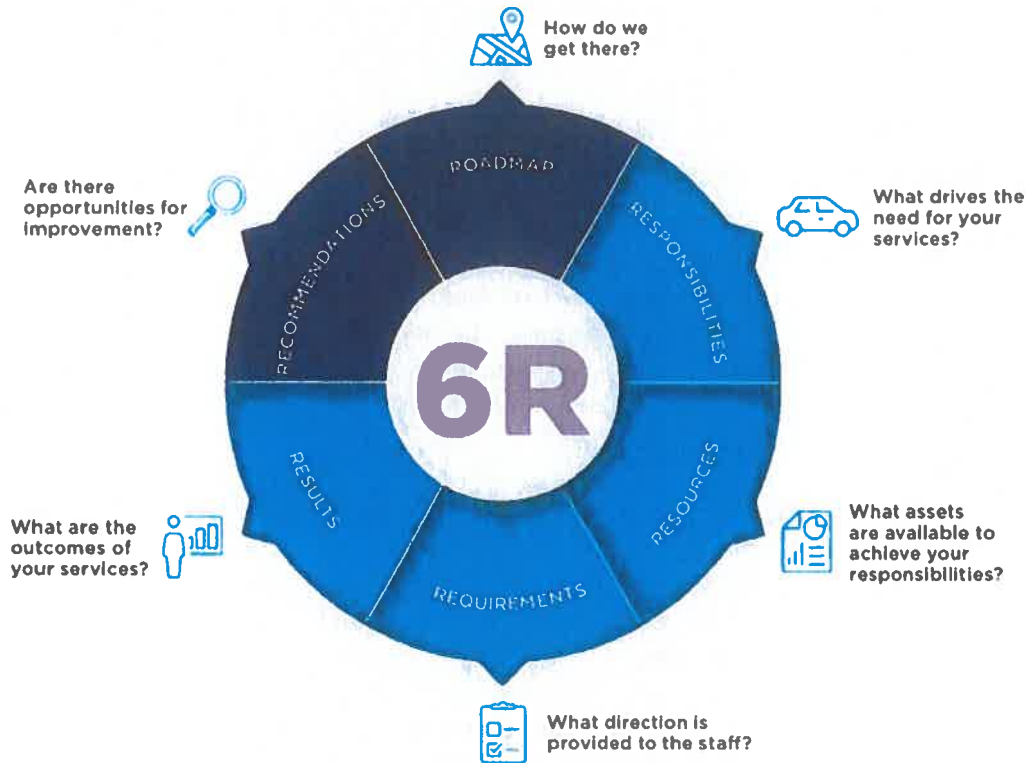 How do we
get there?
ROADMAP
Are there
opportunities for
improvement?
RECOMMENDATIONS
RESPONSIBILITIES
What drives the
need for your
services?
6R
RESULTS
RESOURCES
What are the
outcomes of
your services?
What assets
are available to
achieve your
responsibilities?
REQUIREMENTS
What direction is
provided to the staff?